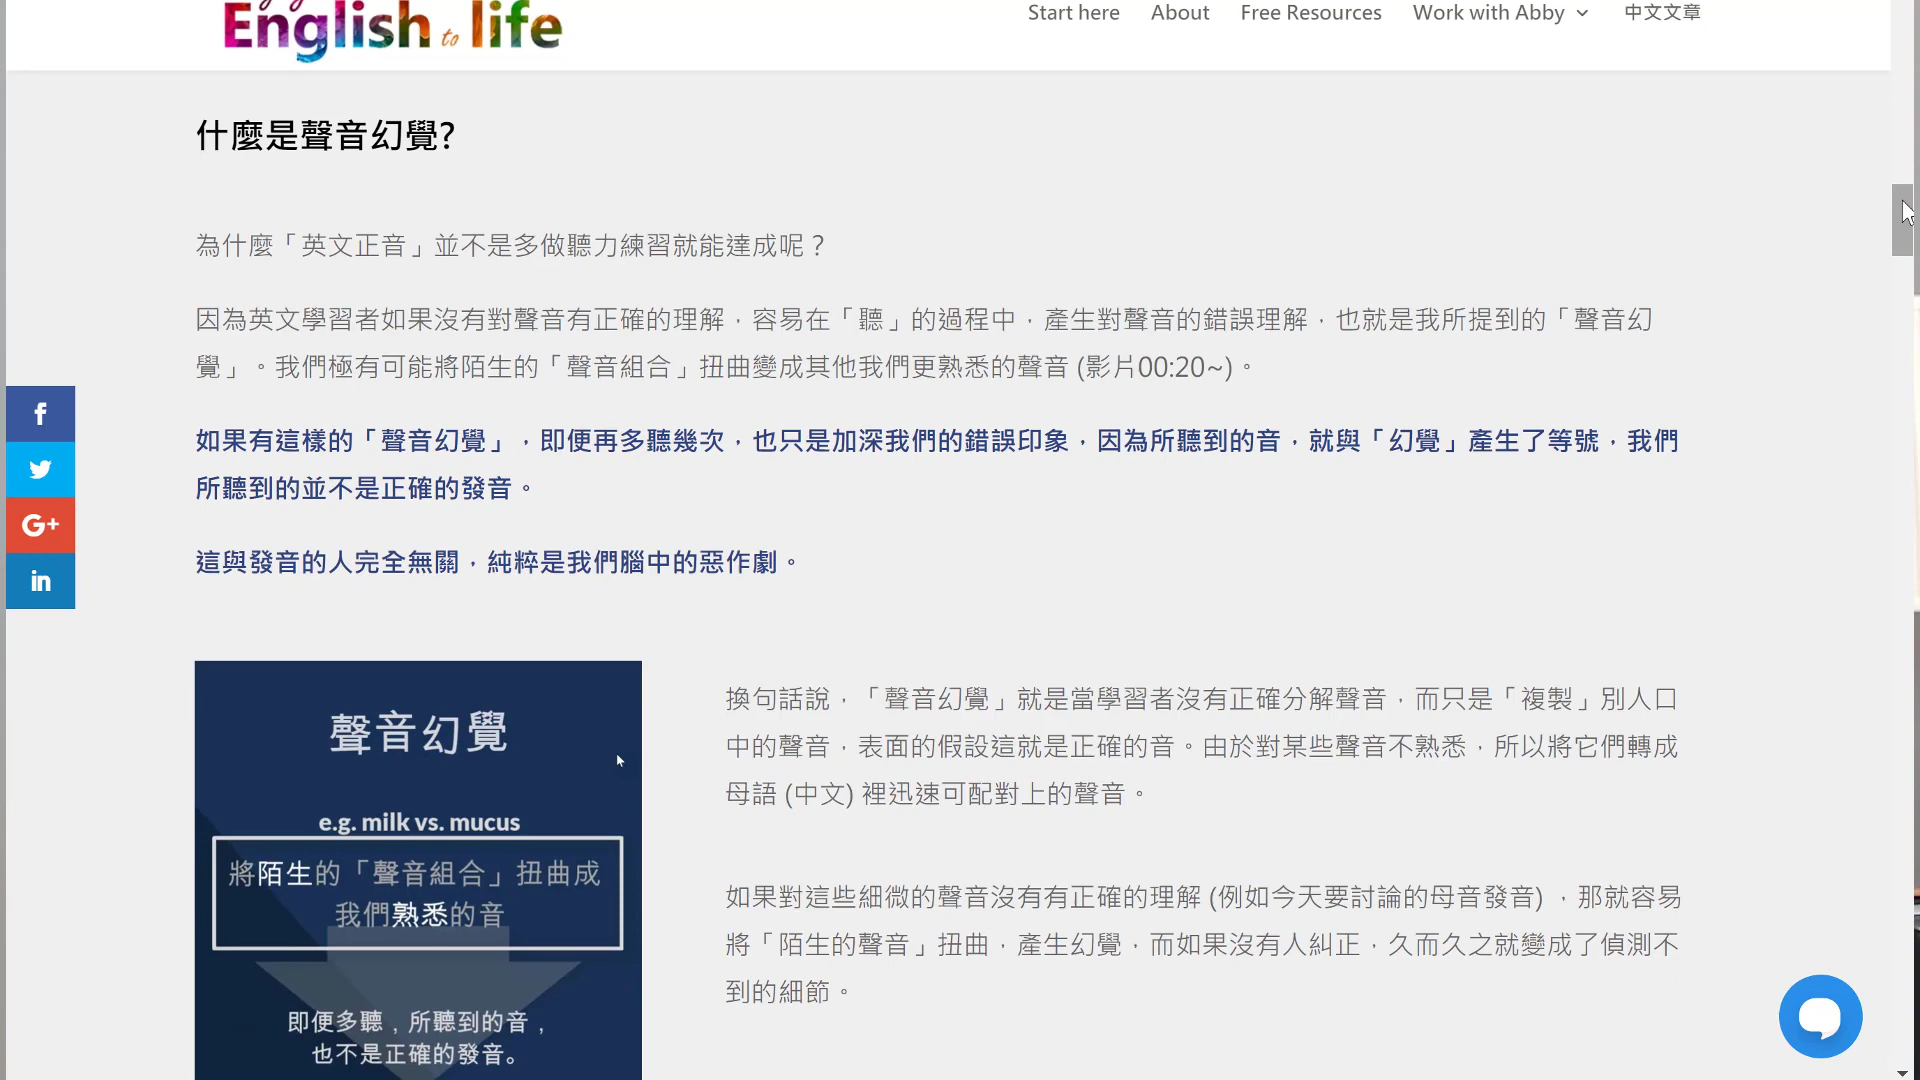 English to life
Start here About Free Resources Work with Abby 中文文章
什麼是聲音幻覺?
為什麼「英文正音」並不是多做聽力練習就能達成呢？
因為英文學習者如果沒有對聲音有正確的理解，容易在「聽」的過程中，產生對聲音的錯誤理解，也就是我所提到的「聲音幻
覺」。我們極有可能將陌生的「聲音組合」扭曲變成其他我們更熟悉的聲音 (影片00:20~)。
如果有這樣的「聲音幻覺」，即便再多聽幾次，也只是加深我們的錯誤印象，因為所聽到的音，就與「幻覺」產生了等號，我們
所聽到的並不是正確的發音。
這與發音的人完全無關，純粹是我們腦中的惡作劇。
f
G+
in
聲音幻覺
e.g. milk vs. mucus
將陌生的「聲音組合」扭曲成
我們熟悉的音
即便多聽，所聽到的音，
也不是正確的發音。
換句話說，「聲音幻覺」就是當學習者沒有正確分解聲音，而只是「複製」別人口
中的聲音，表面的假設這就是正確的音。由於對某些聲音不熟悉，所以將它們轉成
母語 (中文) 裡迅速可配對上的聲音。
如果對這些細微的聲音沒有有正確的理解 (例如今天要討論的母音發音) ，那就容易
將「陌生的聲音」扭曲，產生幻覺，而如果沒有人糾正，久而久之就變成了偵測不
到的細節。